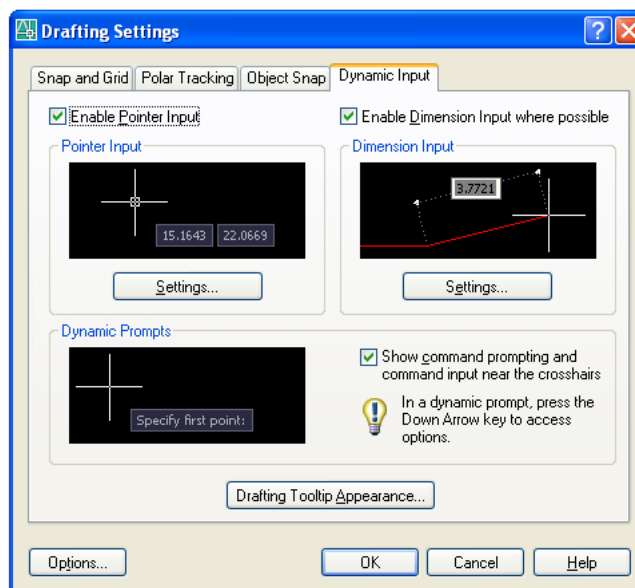 Drafting Settings
Snap and Grid Polar Tracking Object Snap Dynamic Input
Enable Pointer Input
Enable Dimension Input where possible
Pointer Input
15.1643 22.0669
Settings...
Dimension Input
3.7721
Settings...
Dynamic Prompts
Specify first point:
Show command prompting and
command input near the crosshairs
In a dynamic prompt, press the
Down Arrow key to access
options.
Drafting Tooltip Appearance...
Options... OK Cancel Help